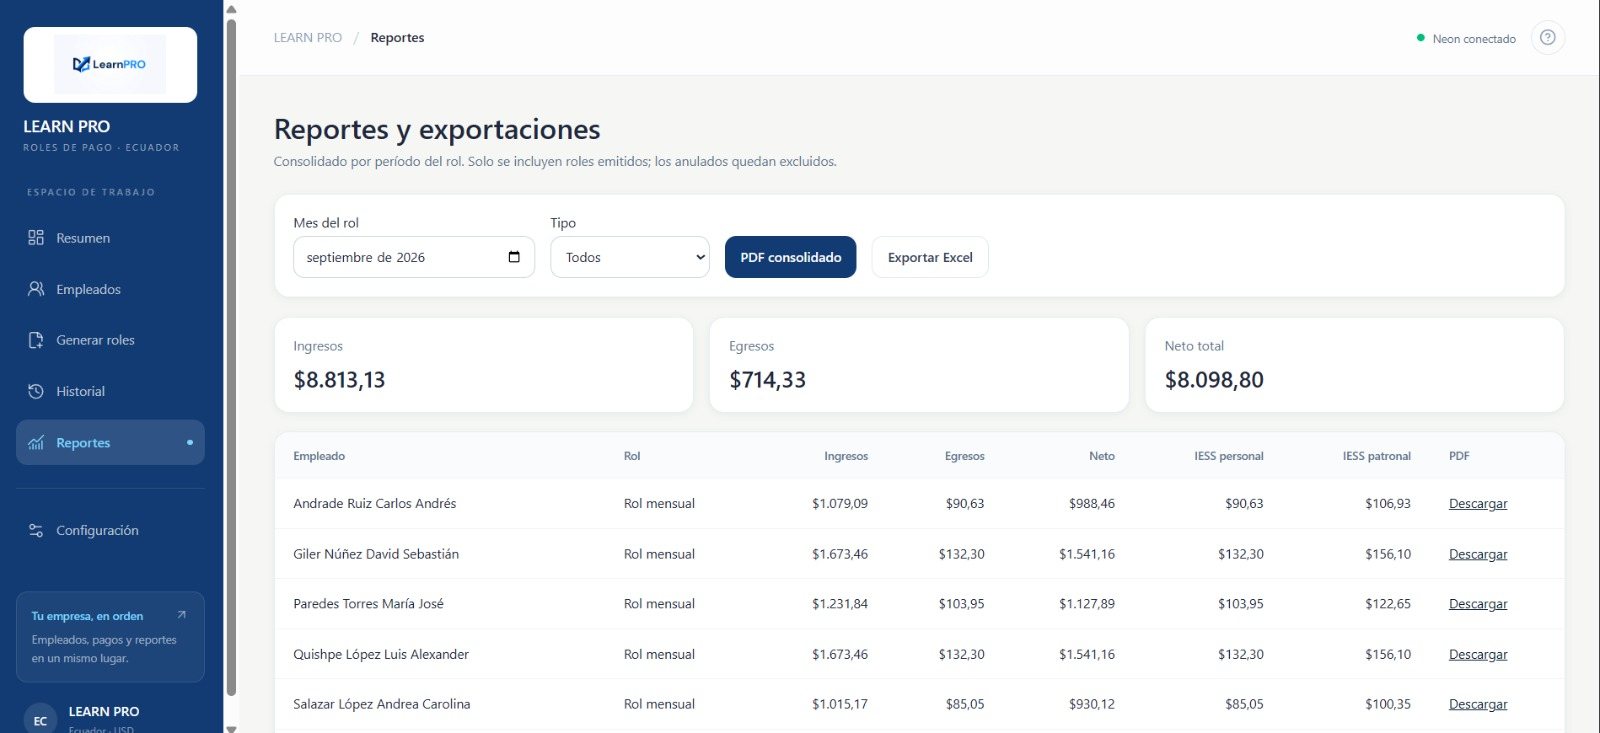 LearnPRO
LEARN PRO
ROLES DE PAGO · ECUADOR
ESPACIO DE TRABAJO
Resumen
Empleados
Generar roles
Historial
Reportes
Configuración
Tu empresa, en orden
Empleados, pagos y reportes
en un mismo lugar.
EC
LEARN PRO
Ecuador · USD
LEARN PRO / Reportes
Neon conectado
?
Reportes y exportaciones
Consolidado por período del rol. Solo se incluyen roles emitidos; los anulados quedan excluidos.
Mes del rol Tipo
septiembre de 2026 Todos PDF consolidado Exportar Excel
Ingresos Egresos Neto total
$8.813,13 $714,33 $8.098,80
Empleado Rol Ingresos Egresos Neto IESS personal IESS patronal PDF
Andrade Ruiz Carlos Andrés Rol mensual $1.079,09 $90,63 $988,46 $90,63 $106,93 Descargar
Giler Núñez David Sebastián Rol mensual $1.673,46 $132,30 $1.541,16 $132,30 $156,10 Descargar
Paredes Torres María José Rol mensual $1.231,84 $103,95 $1.127,89 $103,95 $122,65 Descargar
Quishpe López Luis Alexander Rol mensual $1.673,46 $132,30 $1.541,16 $132,30 $156,10 Descargar
Salazar López Andrea Carolina Rol mensual $1.015,17 $85,05 $930,12 $85,05 $100,35 Descargar